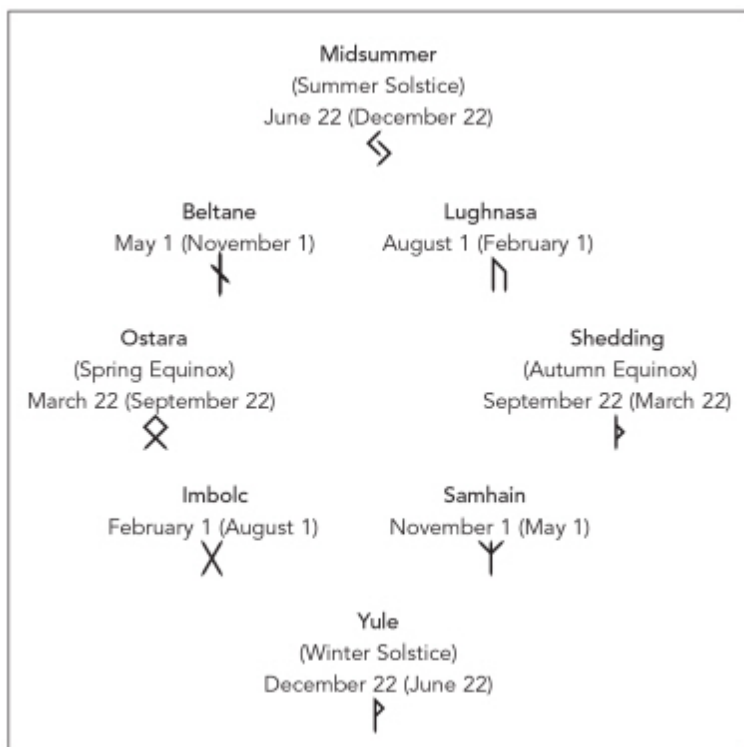 Midsummer
(Summer Solstice)
June 22 (December 22)
ᛃ
Beltane
May 1 (November 1)
ᚾ
Lughnasa
August 1 (February 1)
ᚢ
Ostara
(Spring Equinox)
March 22 (September 22)
ᛟ
Shedding
(Autumn Equinox)
September 22 (March 22)
ᚦ
Imbolc
February 1 (August 1)
ᚷ
Samhain
November 1 (May 1)
ᛉ
Yule
(Winter Solstice)
December 22 (June 22)
ᚹ